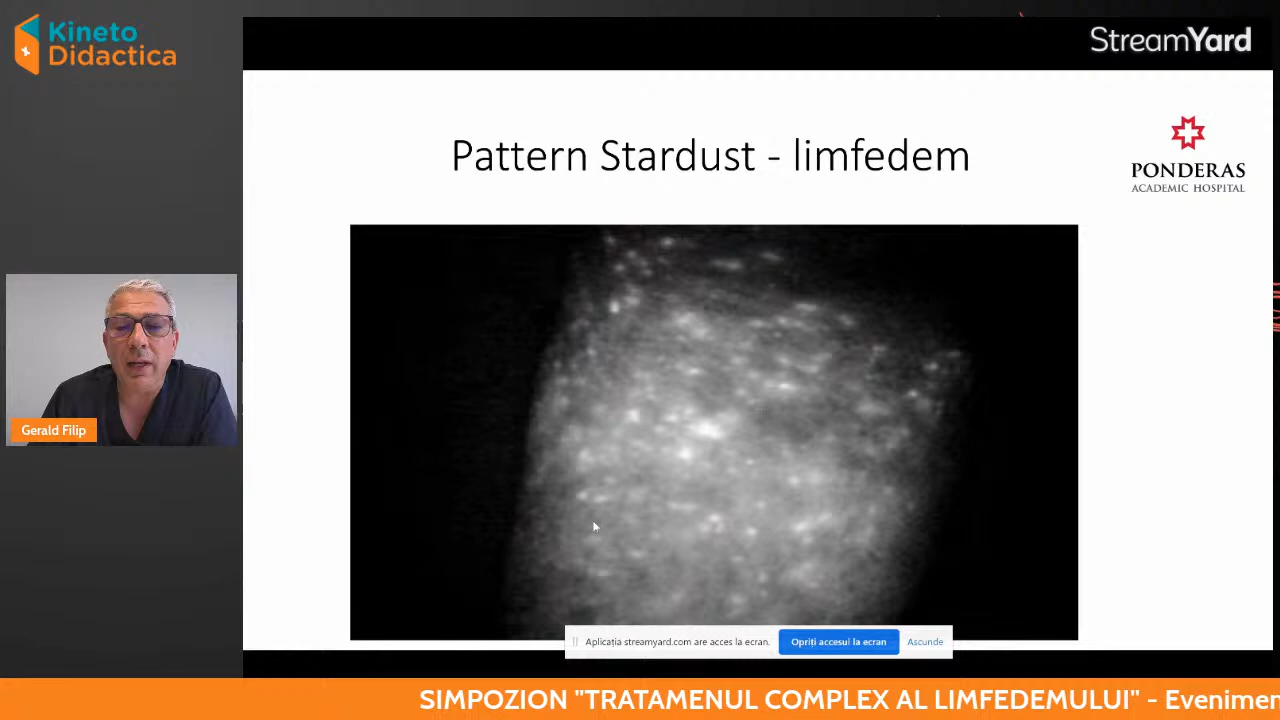 Kineto
Didactica
StreamYard
Pattern Stardust - limfedem
PONDERAS
ACADEMIC HOSPITAL
Gerald Filip
Aplicația streamyard.com are acces la ecran.
Opriți accesul la ecran
Ascunde
SIMPOZION "TRATAMENUL COMPLEX AL LIMFEDEMULUI" - Evenimen